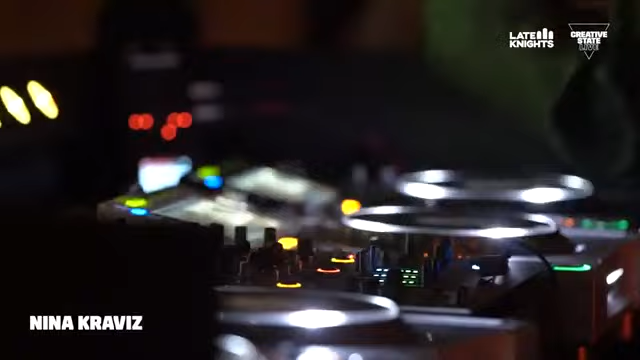 LATE
KNIGHTS
CREATIVE
STATE
LIVE
NINA KRAVIZ